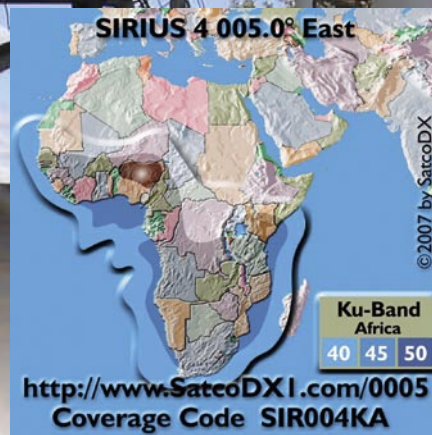 SIRIUS 4 005.0° East
©2007 by SatcoDX
Ku-Band
Africa
40 45 50
http://www.SatcoDX1.com/0005
Coverage Code SIR004KA